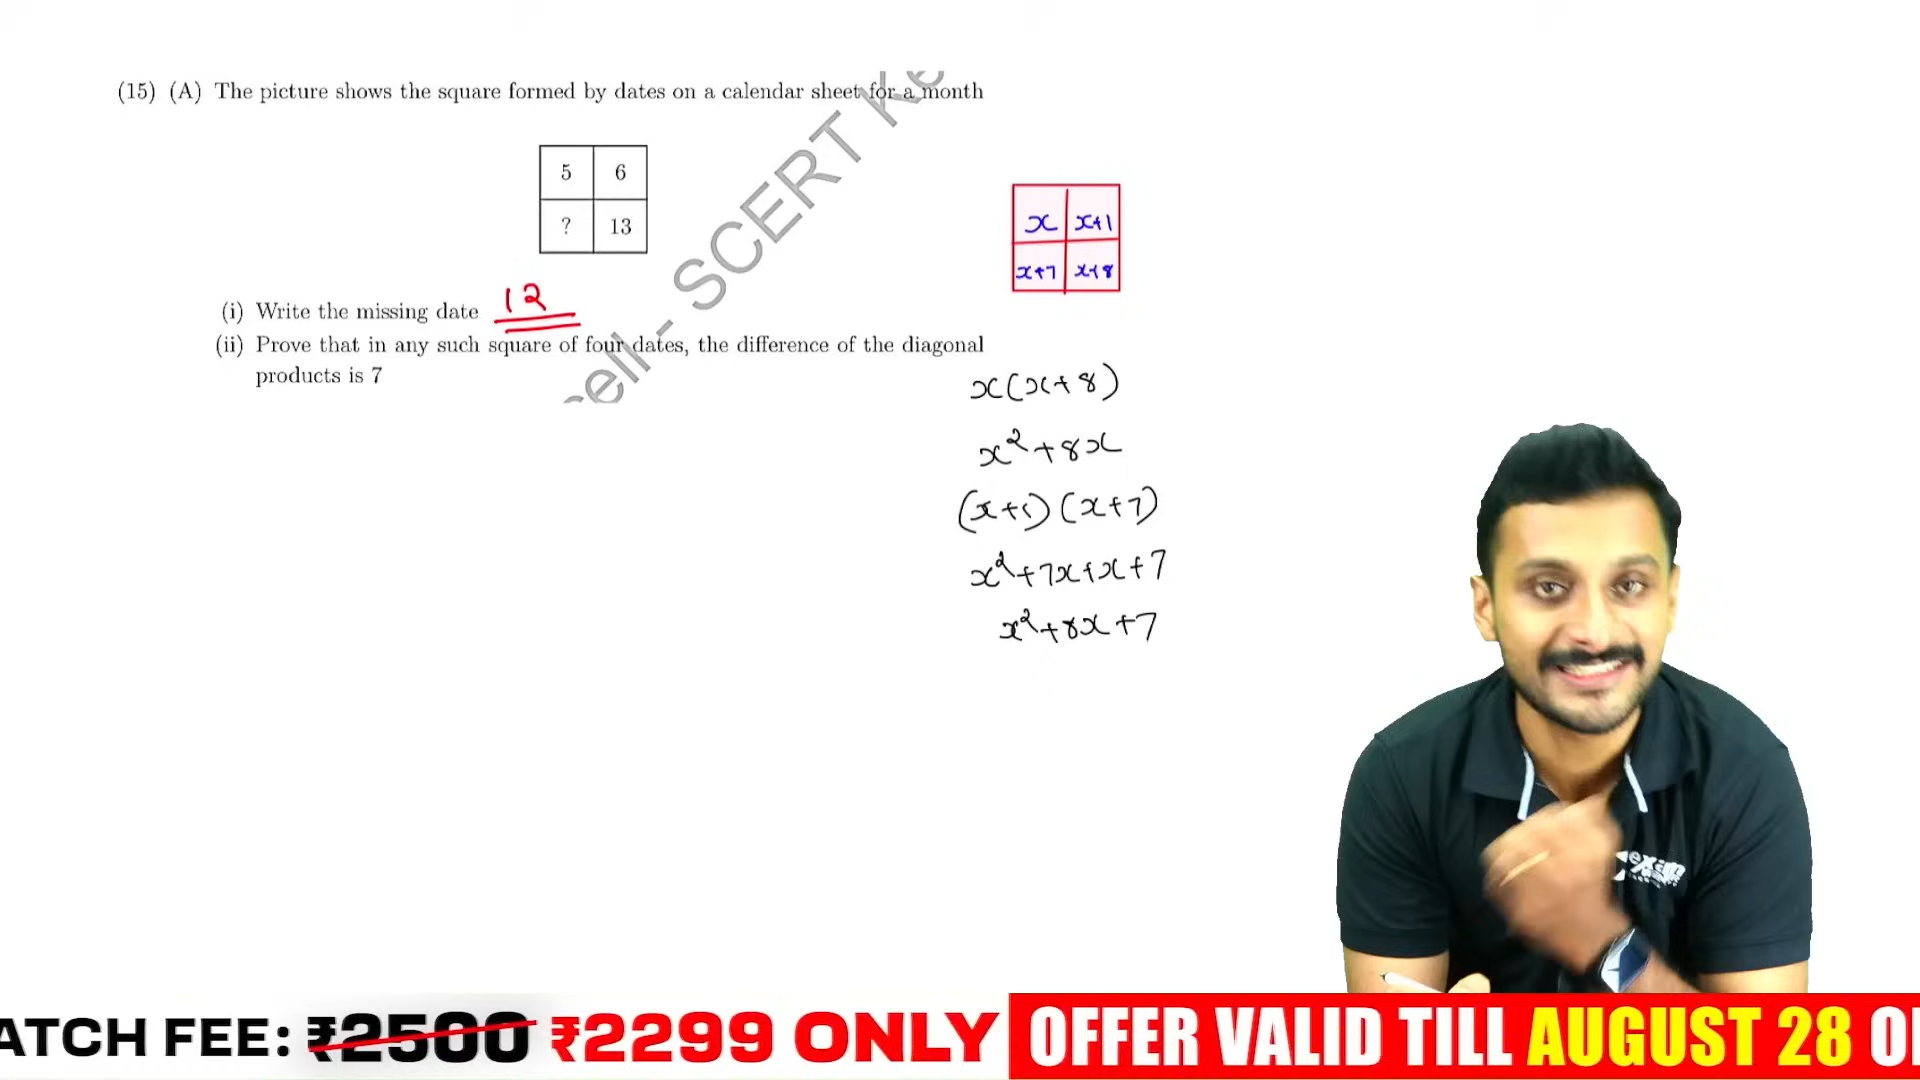 (15) (A) The picture shows the square formed by dates on a calendar sheet for a month
5 6
? 13
x x+1
x+7 x+8
(i) Write the missing date 12
(ii) Prove that in any such square of four dates, the difference of the diagonal
products is 7
cell- SCERT Ke
x(x+8)
x²+8x
(x+1)(x+7)
x²+7x+x+7
x²+8x+7
exam
ATCH FEE: ₹2500 ₹2299 ONLY OFFER VALID TILL AUGUST 28 O